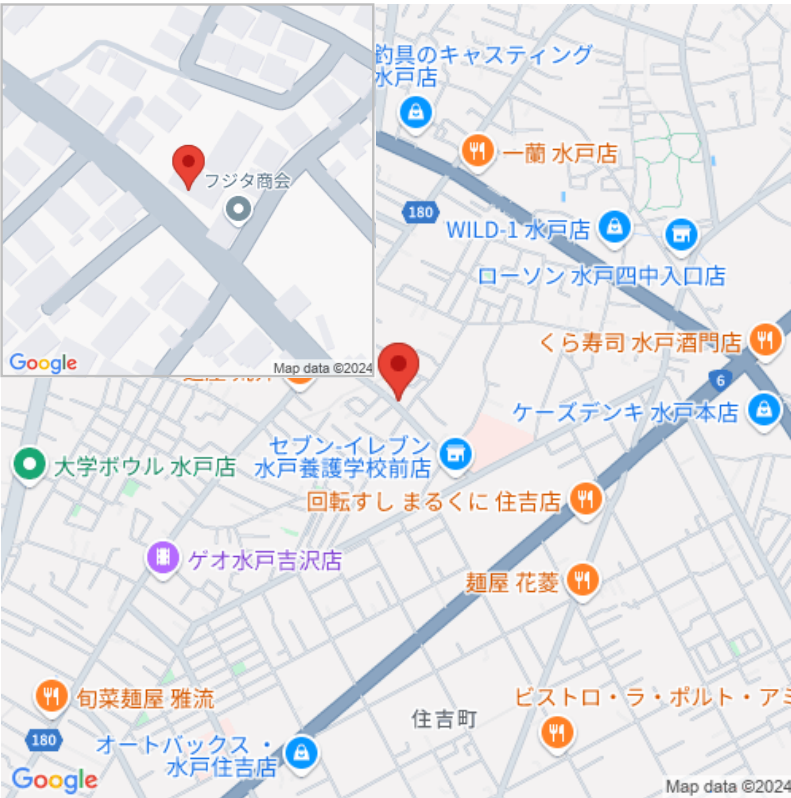 フジタ商会
Google
Map data ©2024
釣具のキャスティング
水戸店
一蘭 水戸店
180
WILD-1 水戸店
ローソン 水戸四中入口店
くら寿司 水戸酒門店
6
ケーズデンキ 水戸本店
セブン-イレブン
水戸養護学校前店
大学ボウル 水戸店
回転すし まるくに 住吉店
ゲオ水戸吉沢店
麺屋 花菱
旬菜麺屋 雅流
ビストロ・ラ・ポルト・アミ
住吉町
180
オートバックス・
水戸住吉店
Google
Map data ©2024